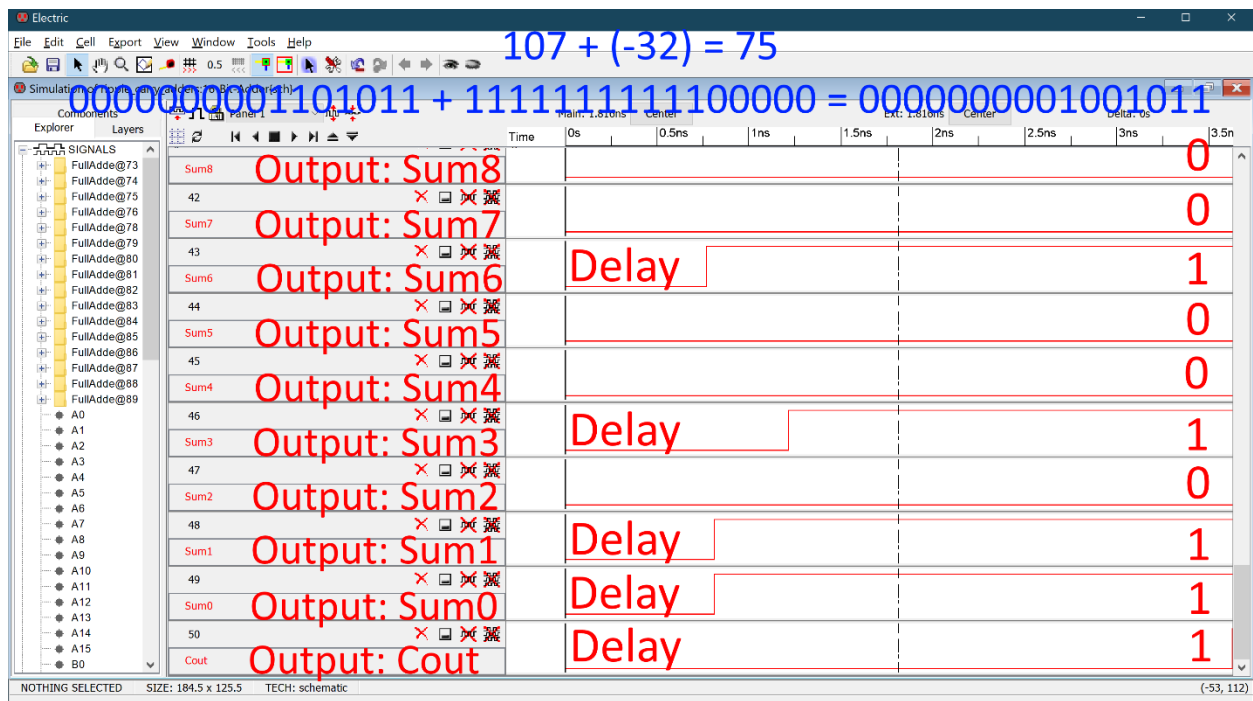 Electric
File Edit Cell Export View Window Tools Help
107 + (-32) = 75
0.5
0000000001101011 + 1111111111100000 = 0000000001001011
Components
Explorer Layers
Panel 1
Main: 1.816ns Center Ext: 1.816ns Center Delta: 0s
Time 0s 0.5ns 1ns 1.5ns 2ns 2.5ns 3ns 3.5n
SIGNALS
FullAdde@73
FullAdde@74
FullAdde@75
FullAdde@76
FullAdde@78
FullAdde@79
FullAdde@80
FullAdde@81
FullAdde@82
FullAdde@83
FullAdde@84
FullAdde@85
FullAdde@86
FullAdde@87
FullAdde@88
FullAdde@89
A0
A1
A2
A3
A4
A5
A6
A7
A8
A9
A10
A11
A12
A13
A14
A15
B0
Sum8 Output: Sum8 0
42
Sum7 Output: Sum7 0
43
Sum6 Output: Sum6 Delay 1
44
Sum5 Output: Sum5 0
45
Sum4 Output: Sum4 0
46
Sum3 Output: Sum3 Delay 1
47
Sum2 Output: Sum2 0
48
Sum1 Output: Sum1 Delay 1
49
Sum0 Output: Sum0 Delay 1
50
Cout Output: Cout Delay 1
NOTHING SELECTED SIZE: 184.5 x 125.5 TECH: schematic (-53, 112)